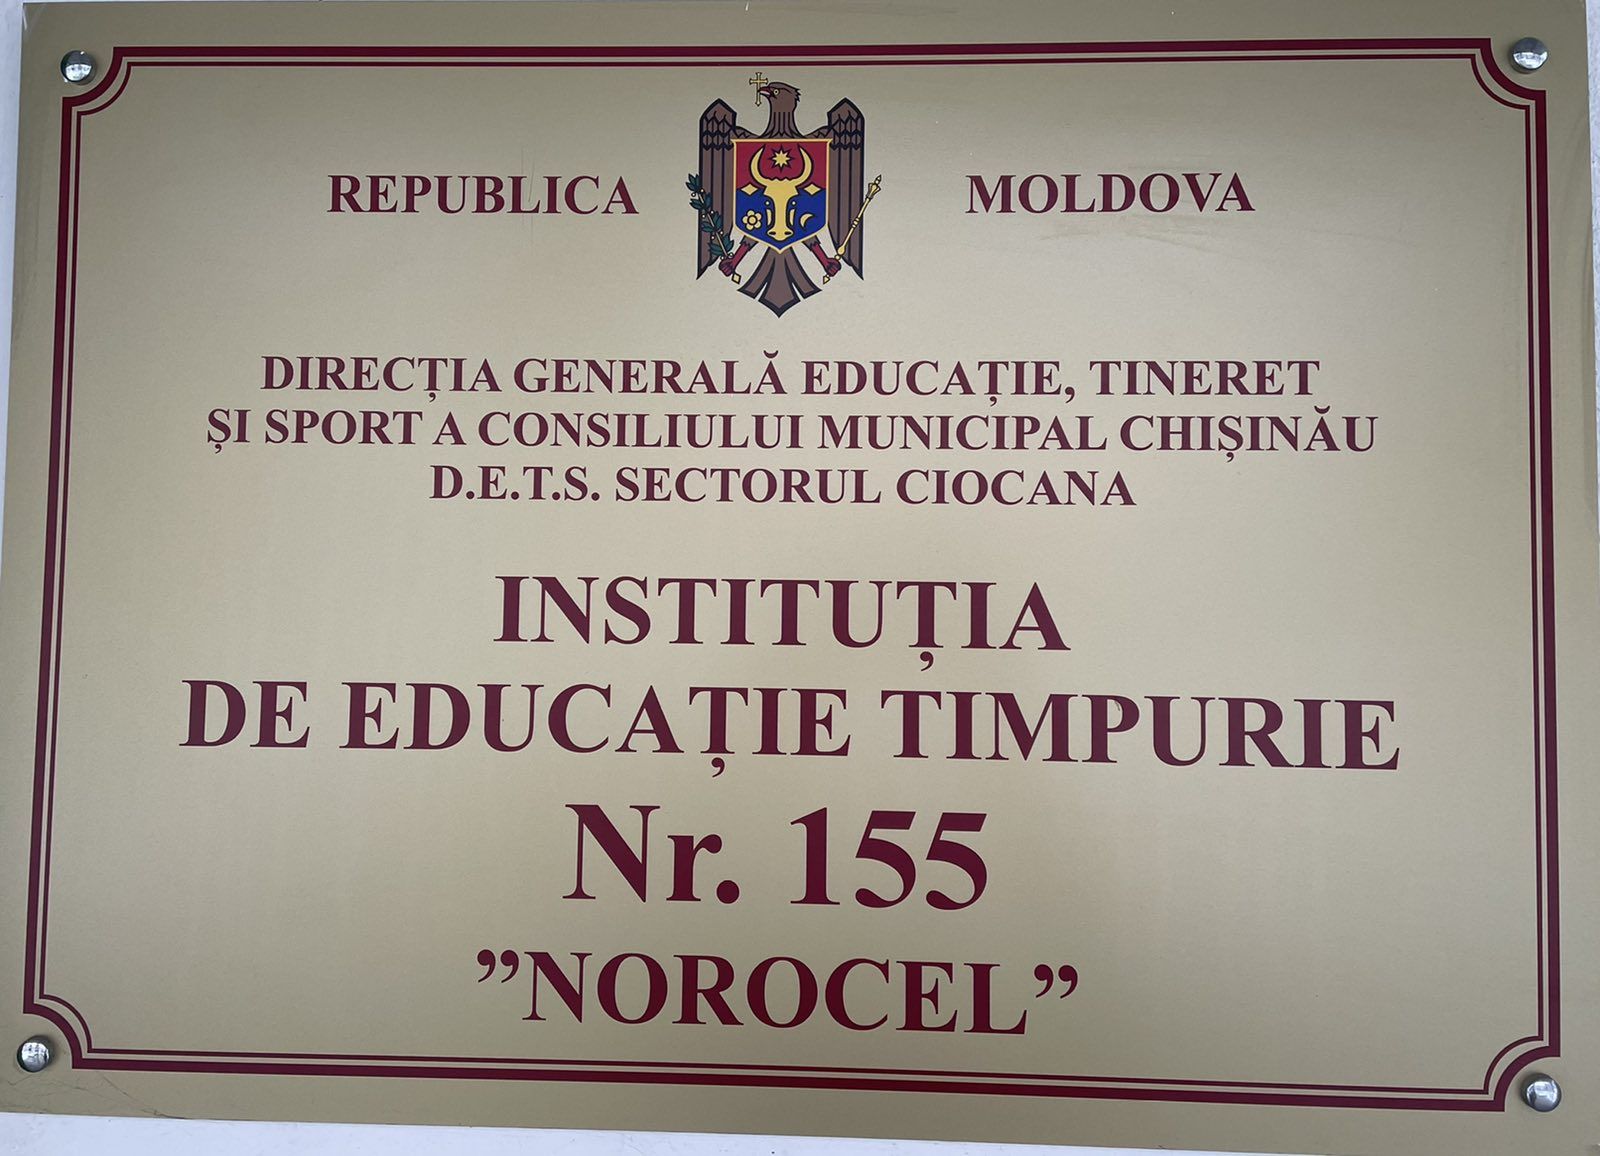 REPUBLICA MOLDOVA
DIRECȚIA GENERALĂ EDUCAȚIE, TINERET
ȘI SPORT A CONSILIULUI MUNICIPAL CHIȘINĂU
D.E.T.S. SECTORUL CIOCANA
INSTITUȚIA
DE EDUCAȚIE TIMPURIE
Nr. 155
”NOROCEL”